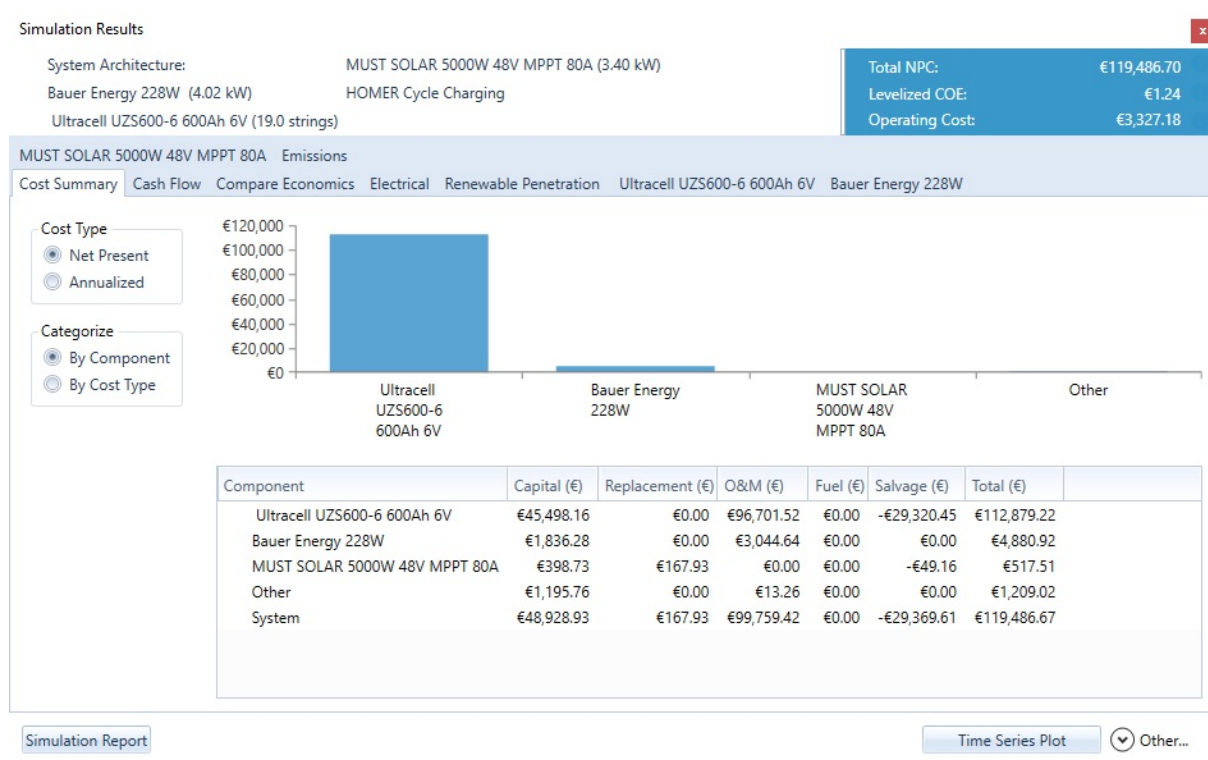 Simulation Results
x
System Architecture: MUST SOLAR 5000W 48V MPPT 80A (3.40 kW)
Bauer Energy 228W (4.02 kW) HOMER Cycle Charging
Ultracell UZS600-6 600Ah 6V (19.0 strings)
Total NPC: €119,486.70
Levelized COE: €1.24
Operating Cost: €3,327.18
MUST SOLAR 5000W 48V MPPT 80A Emissions
Cost Summary Cash Flow Compare Economics Electrical Renewable Penetration Ultracell UZS600-6 600Ah 6V Bauer Energy 228W
Cost Type
Net Present
Annualized
Categorize
By Component
By Cost Type
€120,000
€100,000
€80,000
€60,000
€40,000
€20,000
€0
Ultracell
UZS600-6
600Ah 6V
Bauer Energy
228W
MUST SOLAR
5000W 48V
MPPT 80A
Other
Component Capital (€) Replacement (€) O&M (€) Fuel (€) Salvage (€) Total (€)
Ultracell UZS600-6 600Ah 6V €45,498.16 €0.00 €96,701.52 €0.00 -€29,320.45 €112,879.22
Bauer Energy 228W €1,836.28 €0.00 €3,044.64 €0.00 €0.00 €4,880.92
MUST SOLAR 5000W 48V MPPT 80A €398.73 €167.93 €0.00 €0.00 -€49.16 €517.51
Other €1,195.76 €0.00 €13.26 €0.00 €0.00 €1,209.02
System €48,928.93 €167.93 €99,759.42 €0.00 -€29,369.61 €119,486.67
Simulation Report
Time Series Plot
Other...